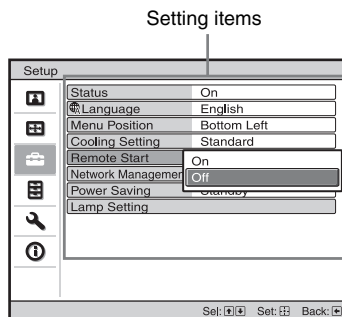 Setting items
Setup
Status On
Language English
Menu Position Bottom Left
Cooling Setting Standard
Remote Start On
Network Managemen Off
Power Saving Standby
Lamp Setting
Sel: Set: Back: